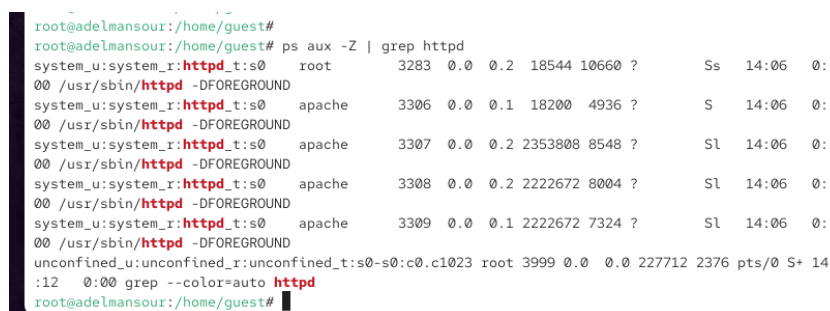 root@adelmansour:/home/guest#
root@adelmansour:/home/guest# ps aux -Z | grep httpd
system_u:system_r:httpd_t:s0    root        3283  0.0  0.2  18544 10660 ?        Ss   14:06   0:
00 /usr/sbin/httpd -DFOREGROUND
system_u:system_r:httpd_t:s0    apache      3306  0.0  0.1  18200  4936 ?        S    14:06   0:
00 /usr/sbin/httpd -DFOREGROUND
system_u:system_r:httpd_t:s0    apache      3307  0.0  0.2 2353808 8548 ?        Sl   14:06   0:
00 /usr/sbin/httpd -DFOREGROUND
system_u:system_r:httpd_t:s0    apache      3308  0.0  0.2 2222672 8004 ?        Sl   14:06   0:
00 /usr/sbin/httpd -DFOREGROUND
system_u:system_r:httpd_t:s0    apache      3309  0.0  0.1 2222672 7324 ?        Sl   14:06   0:
00 /usr/sbin/httpd -DFOREGROUND
unconfined_u:unconfined_r:unconfined_t:s0-s0:c0.c1023 root 3999 0.0  0.0 227712 2376 pts/0 S+ 14
:12   0:00 grep --color=auto httpd
root@adelmansour:/home/guest#